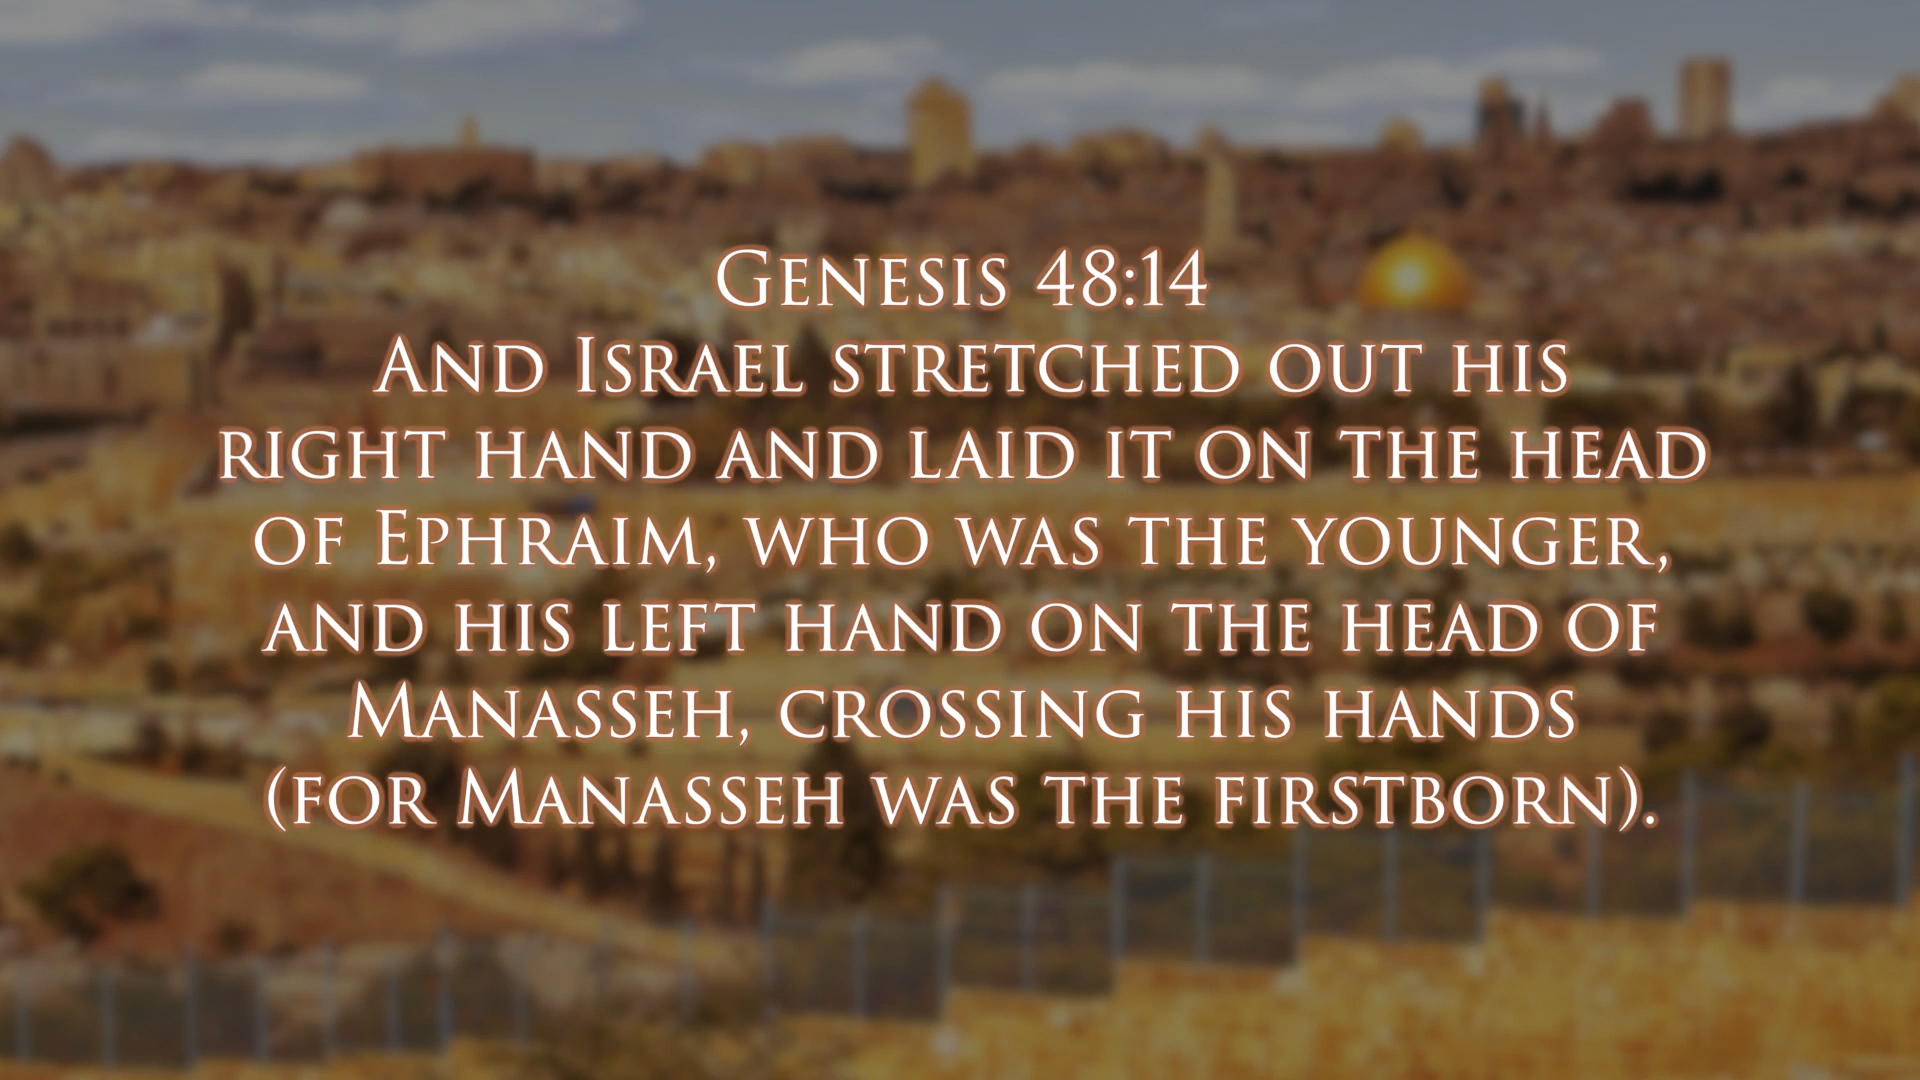 Genesis 48:14
And Israel stretched out his
right hand and laid it on the head
of Ephraim, who was the younger,
and his left hand on the head of
Manasseh, crossing his hands
(for Manasseh was the firstborn).